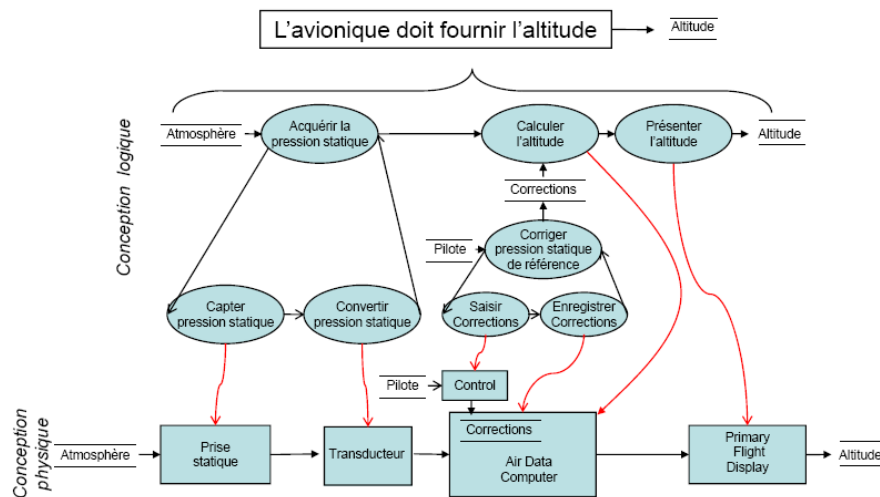 L'avionique doit fournir l'altitude
Altitude
Conception logique
Atmosphère
Acquérir la
pression statique
Calculer
l'altitude
Présenter
l'altitude
Altitude
Corrections
Pilote
Corriger
pression statique
de référence
Capter
pression statique
Convertir
pression statique
Saisir
Corrections
Enregistrer
Corrections
Pilote
Control
Conception
physique
Atmosphère
Prise
statique
Transducteur
Corrections
Air Data
Computer
Primary
Flight
Display
Altitude